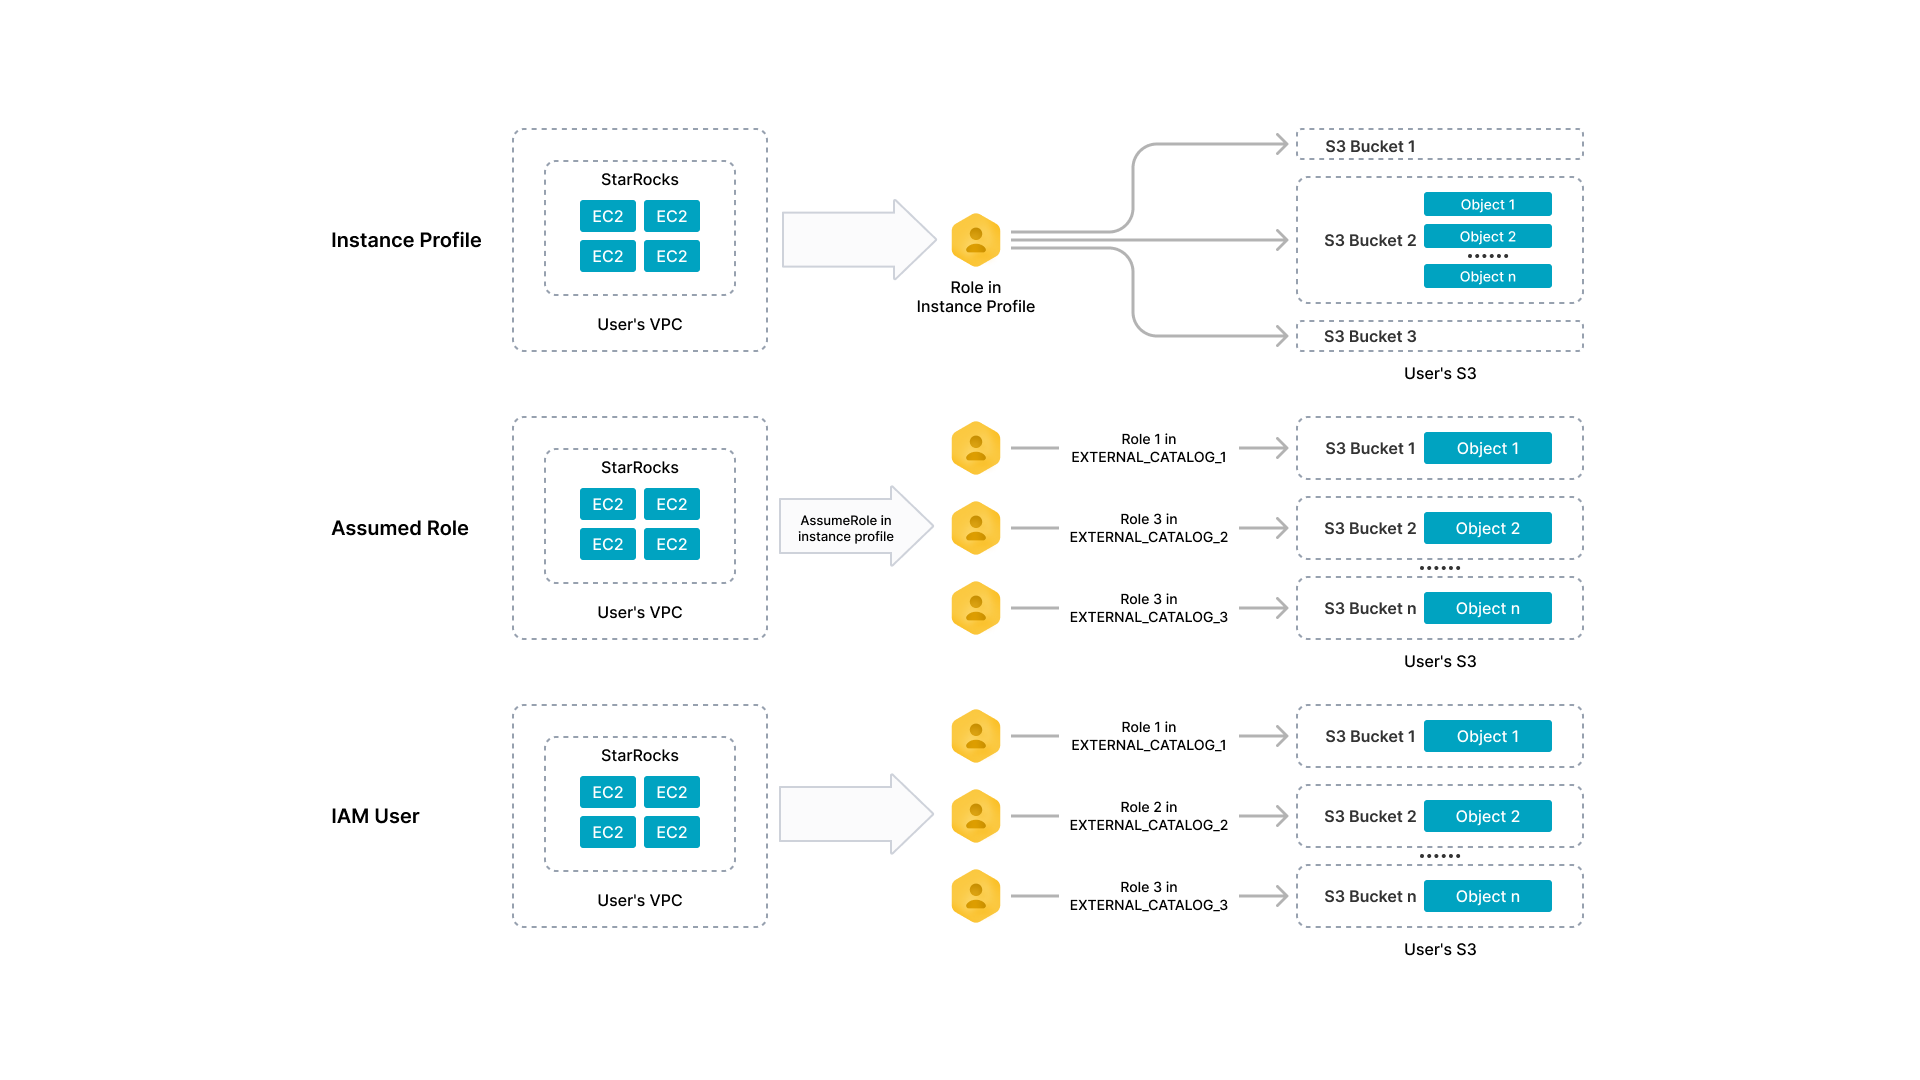 Instance Profile
StarRocks
EC2 EC2
EC2 EC2
User's VPC
Role in
Instance Profile
S3 Bucket 1
S3 Bucket 2
Object 1
Object 2
......
Object n
S3 Bucket 3
User's S3
Assumed Role
StarRocks
EC2 EC2
EC2 EC2
User's VPC
AssumeRole in
instance profile
Role 1 in
EXTERNAL_CATALOG_1
S3 Bucket 1 Object 1
Role 3 in
EXTERNAL_CATALOG_2
S3 Bucket 2 Object 2
......
Role 3 in
EXTERNAL_CATALOG_3
S3 Bucket n Object n
User's S3
IAM User
StarRocks
EC2 EC2
EC2 EC2
User's VPC
Role 1 in
EXTERNAL_CATALOG_1
S3 Bucket 1 Object 1
Role 2 in
EXTERNAL_CATALOG_2
S3 Bucket 2 Object 2
......
Role 3 in
EXTERNAL_CATALOG_3
S3 Bucket n Object n
User's S3